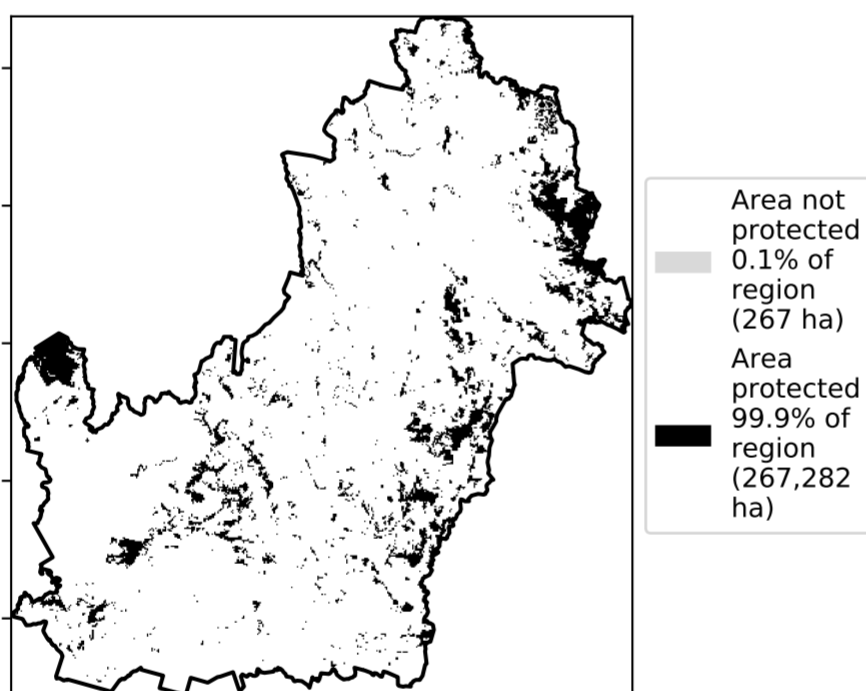 Area not
protected
0.1% of
region
(267 ha)
Area
protected
99.9% of
region
(267,282
ha)